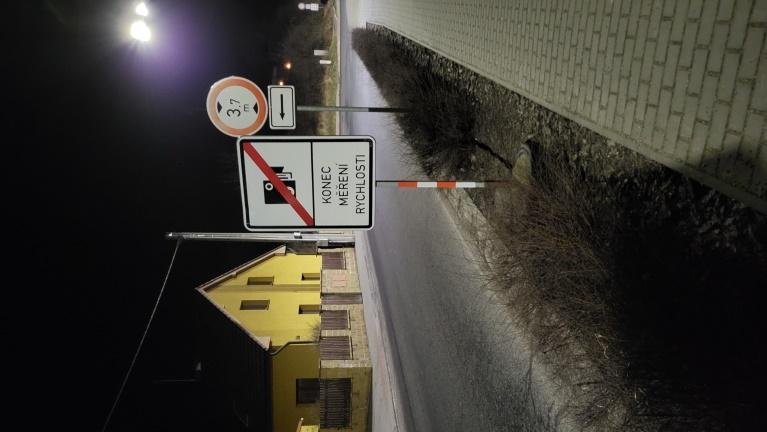 3,7
m
KONEC
MĚŘENÍ
RYCHLOSTI